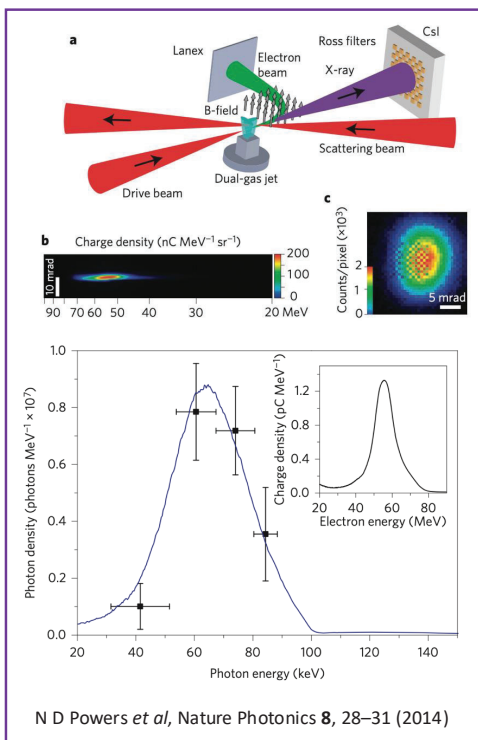 a
Lanex
Electron
beam
Ross filters
CsI
X-ray
B-field
Scattering beam
Drive beam
Dual-gas jet
b
Charge density (nC MeV⁻¹ sr⁻¹)
10 mrad
200
100
0
90 70 60 50 40 30 20 MeV
c
Counts/pixel (×10³)
2
1
0
5 mrad
Photon density (photons MeV⁻¹ × 10⁷)
1.0
0.8
0.6
0.4
0.2
0.0
20 40 60 80 100 120 140
Photon energy (keV)
Charge density (pC MeV⁻¹)
1.2
0.8
0.4
0.0
20 40 60 80
Electron energy (MeV)
N D Powers et al, Nature Photonics 8, 28–31 (2014)